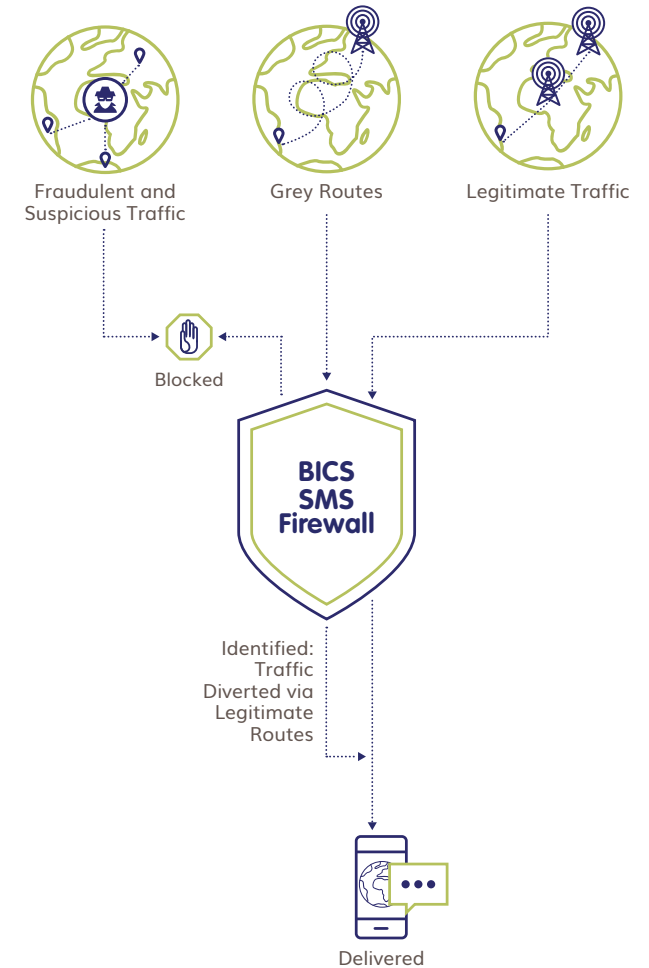 Fraudulent and
Suspicious Traffic
Grey Routes
Legitimate Traffic
Blocked
BICS
SMS
Firewall
Identified:
Traffic
Diverted via
Legitimate
Routes
Delivered